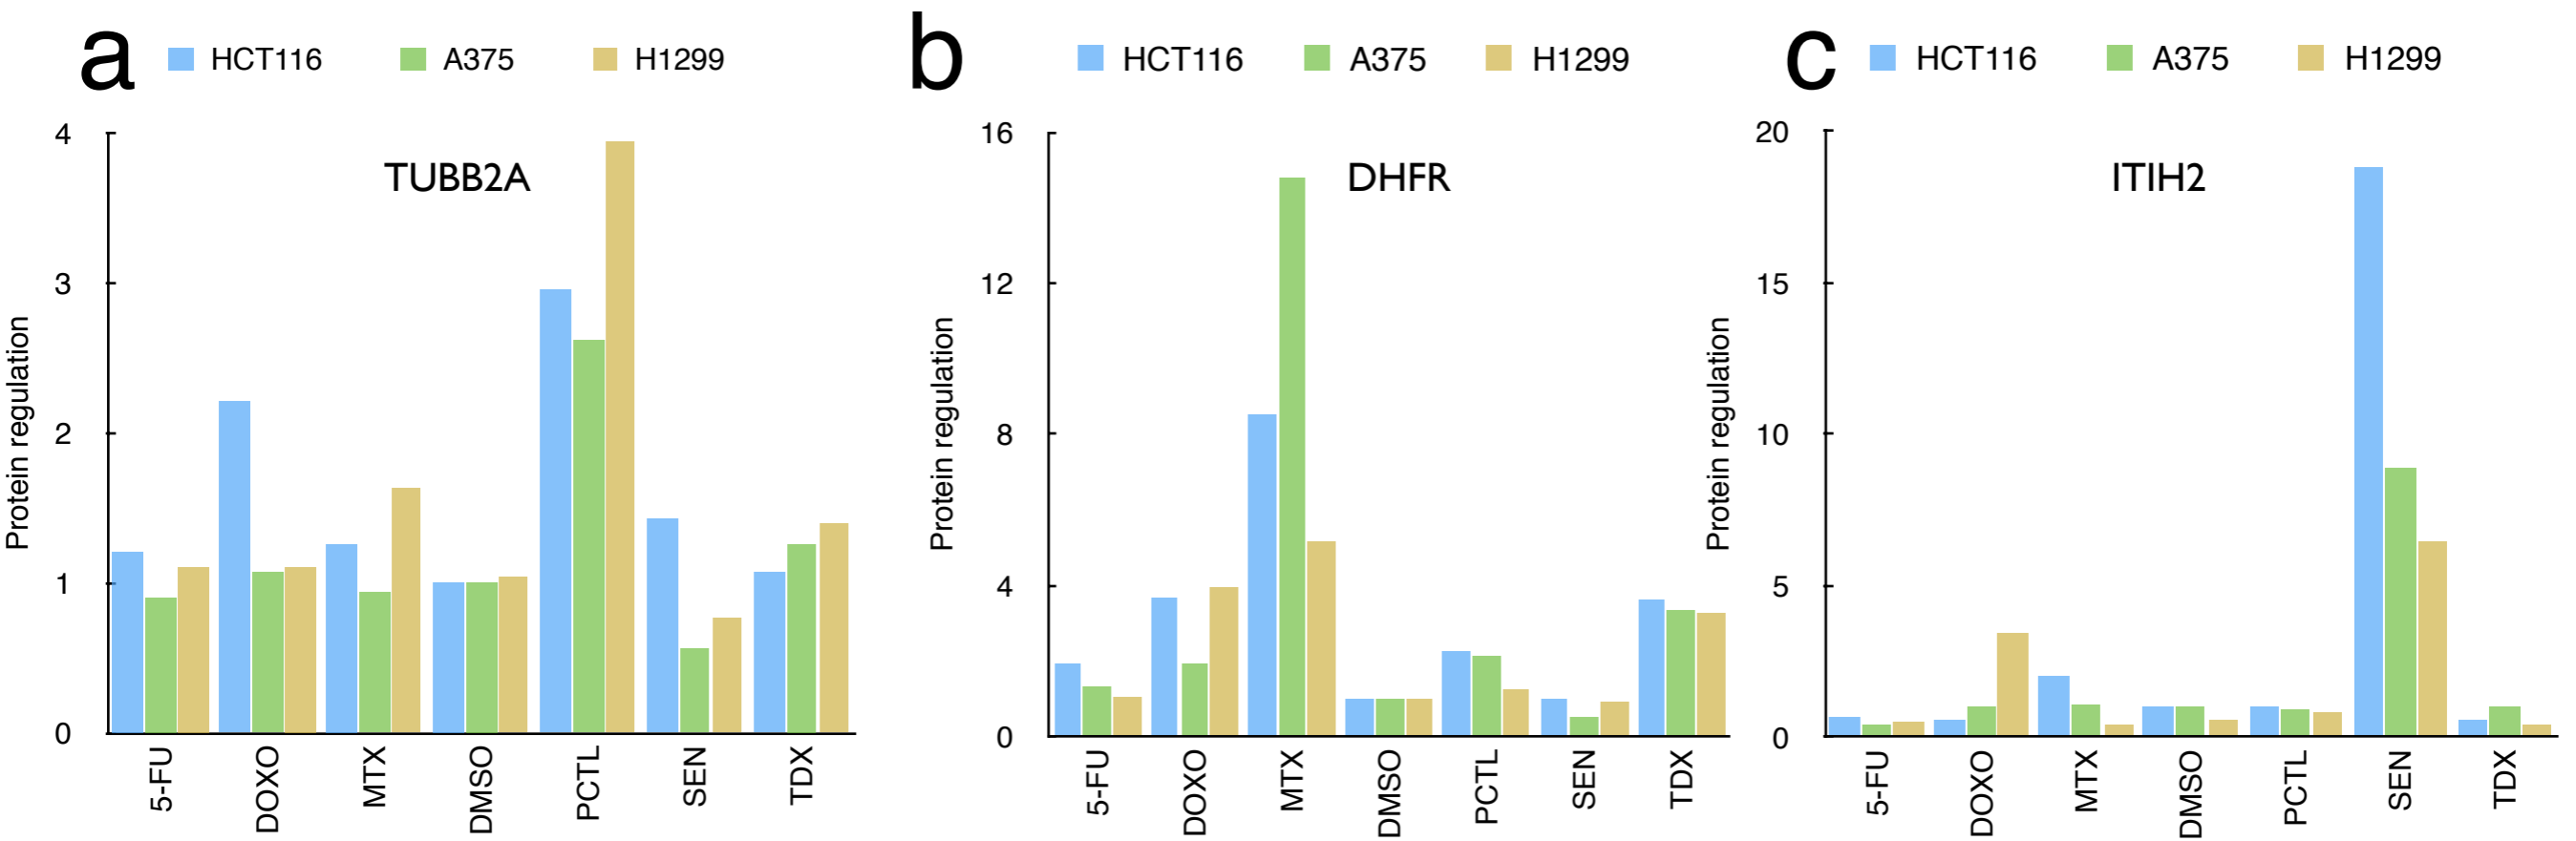 a
HCT116 A375 H1299
TUBB2A
Protein regulation
4
3
2
1
0
5-FU DOXO MTX DMSO PCTL SEN TDX
b
HCT116 A375 H1299
DHFR
Protein regulation
16
12
8
4
0
5-FU DOXO MTX DMSO PCTL SEN TDX
c
HCT116 A375 H1299
ITIH2
Protein regulation
20
15
10
5
0
5-FU DOXO MTX DMSO PCTL SEN TDX